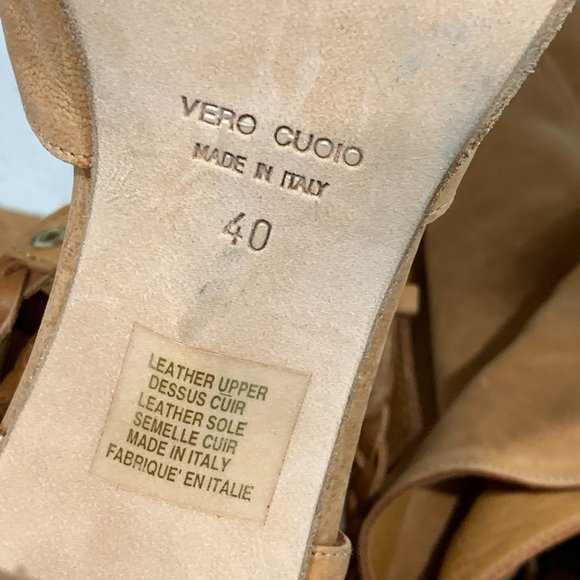 VERO CUOIO
MADE IN ITALY
40
LEATHER UPPER
DESSUS CUIR
LEATHER SOLE
SEMELLE CUIR
MADE IN ITALY
FABRIQUE' EN ITALIE